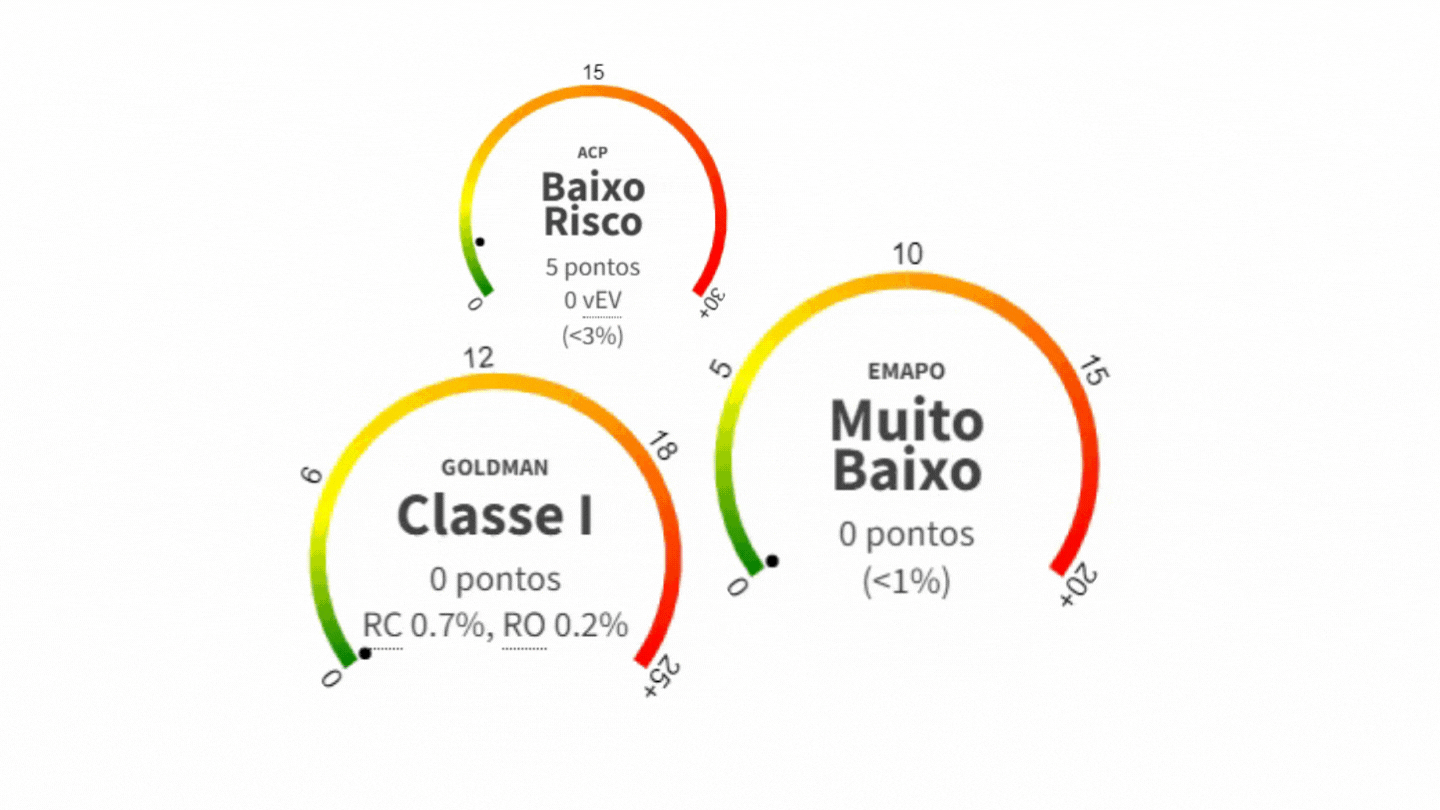 15
ACP
Baixo
Risco
5 pontos
0 vEV
(<3%)
0
30+
12
6
18
GOLDMAN
Classe I
0 pontos
RC 0.7%, RO 0.2%
0
25+
10
5
15
EMAPO
Muito
Baixo
0 pontos
(<1%)
0
20+